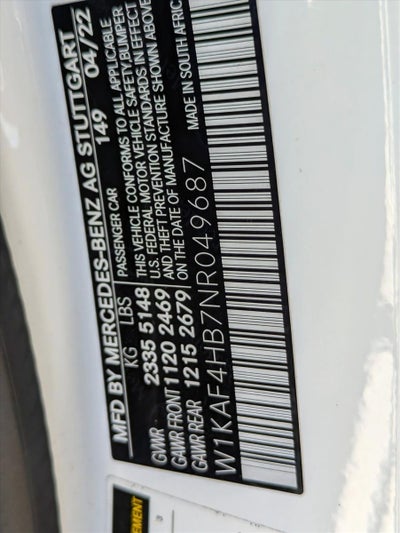 MFD BY MERCEDES-BENZ AG STUTTGART
149 04/22
KG LBS PASSENGER CAR
GVWR 2335 5148 THIS VEHICLE CONFORMS TO ALL APPLICABLE
GAWR FRONT 1120 2469 U.S. FEDERAL MOTOR VEHICLE SAFETY/BUMPER
GAWR REAR 1215 2679 AND THEFT PREVENTION STANDARDS IN EFFECT
ON THE DATE OF MANUFACTURE SHOWN ABOVE
W1KAF4HB7NR049687 MADE IN SOUTH AFRIC